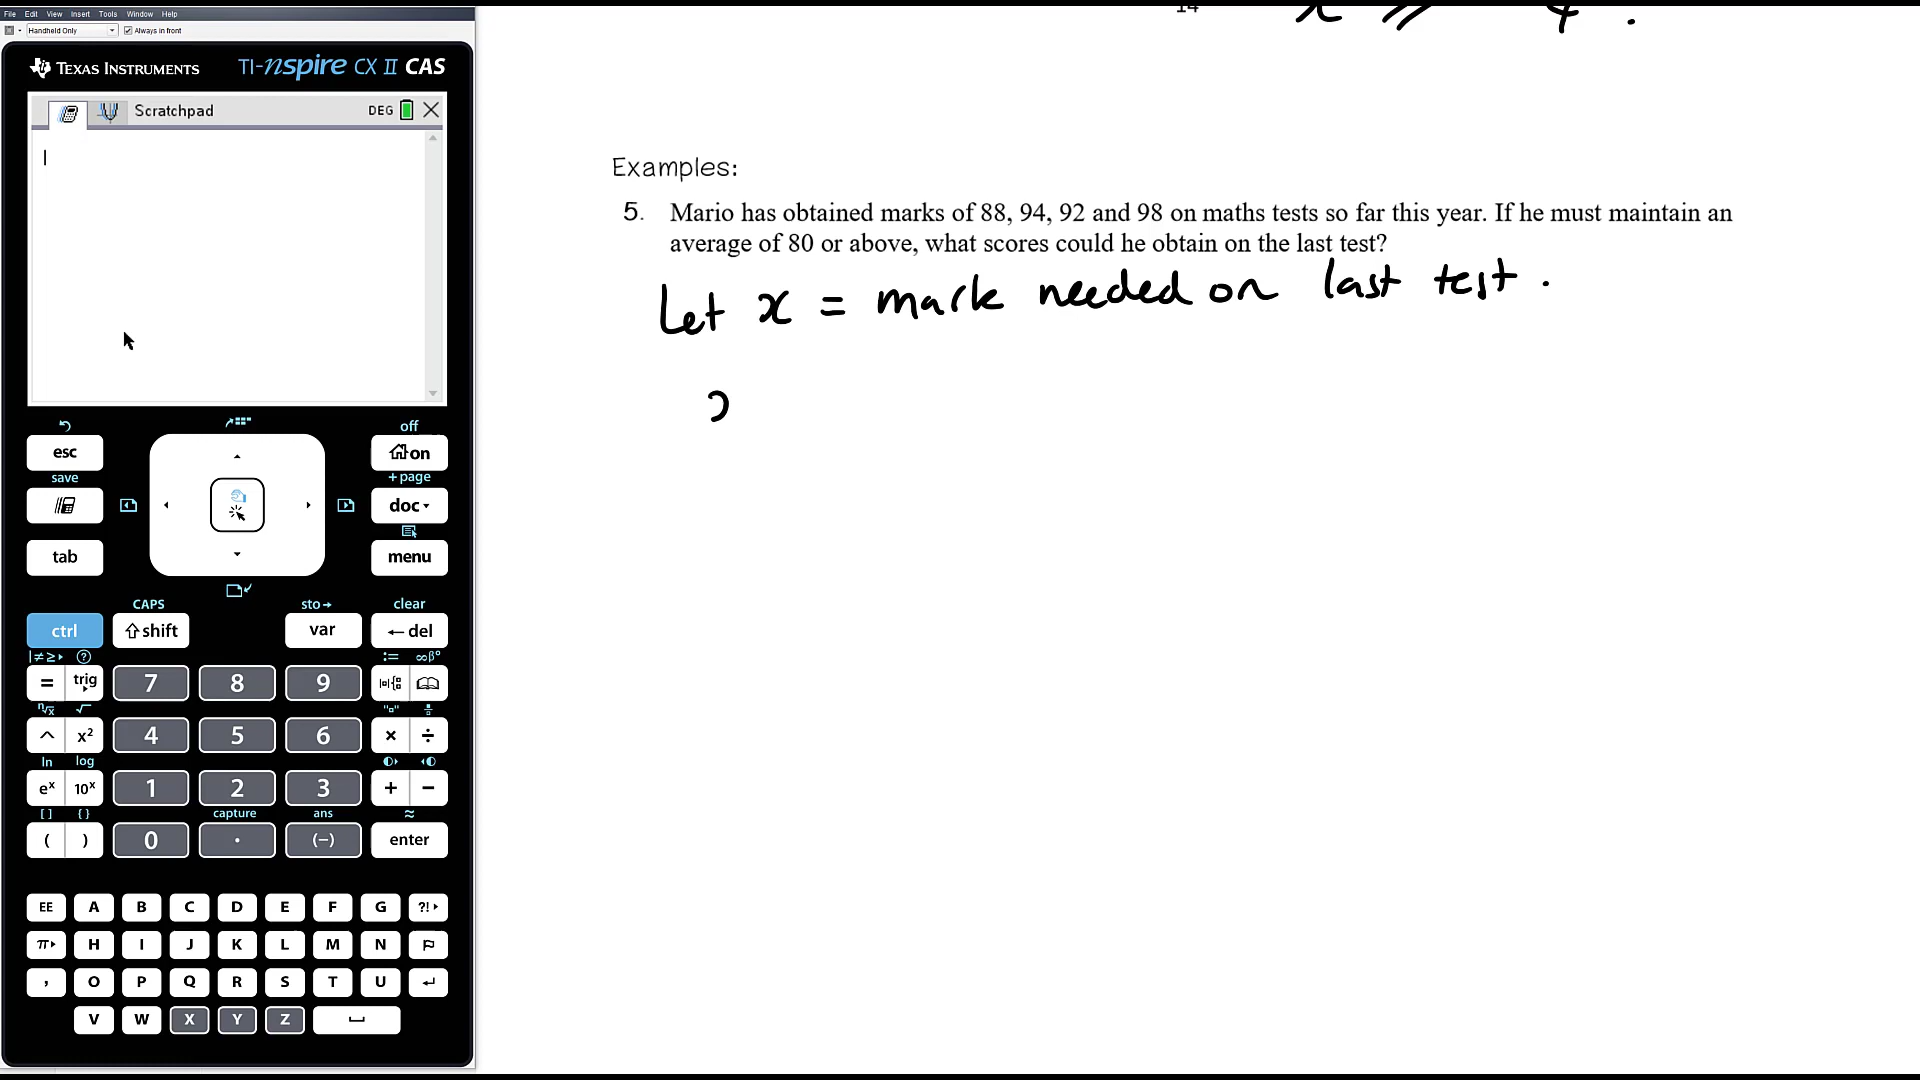 File Edit View Insert Tools Window Help
Handheld Only Always in front
TEXAS INSTRUMENTS TI-nspire CX II CAS
Scratchpad DEG
off
esc on
save + page
doc
tab menu
CAPS sto→ clear
ctrl ⇧shift var ←del
|≠≥▸ ? := ∞β°
= trig 7 8 9
ⁿ√x √
^ x² 4 5 6 × ÷
ln log
eˣ 10ˣ 1 2 3 + −
[ ] { } capture ans ≈
( ) 0 . (−) enter
EE A B C D E F G ?!▸
π▸ H I J K L M N
, O P Q R S T U ↵
V W X Y Z
14 x ⩾ 4 .
Examples:
5. Mario has obtained marks of 88, 94, 92 and 98 on maths tests so far this year. If he must maintain an
average of 80 or above, what scores could he obtain on the last test?
Let x = mark needed on last test .